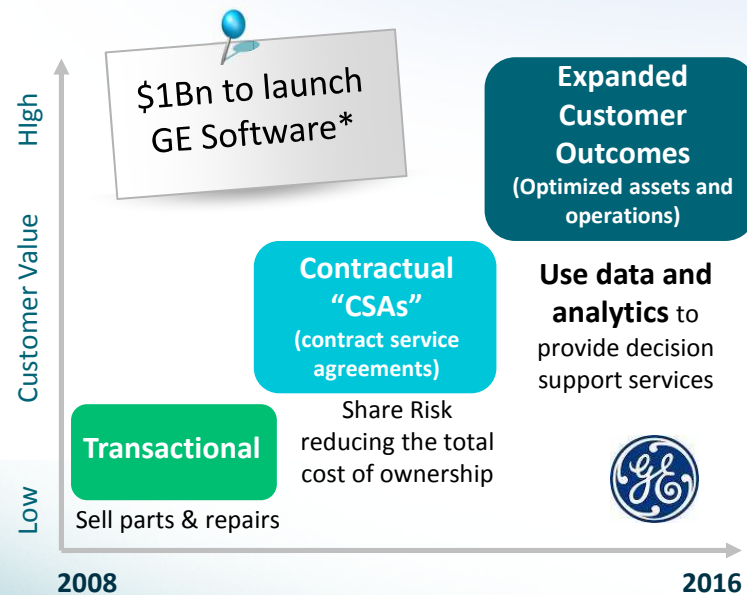 $1Bn to launch
GE Software*
Expanded
Customer
Outcomes
(Optimized assets and
operations)
Use data and
analytics to
provide decision
support services
Contractual
“CSAs”
(contract service
agreements)
Share Risk
reducing the total
cost of ownership
Transactional
Sell parts & repairs
HIgh
Customer Value
Low
GE
2008
2016